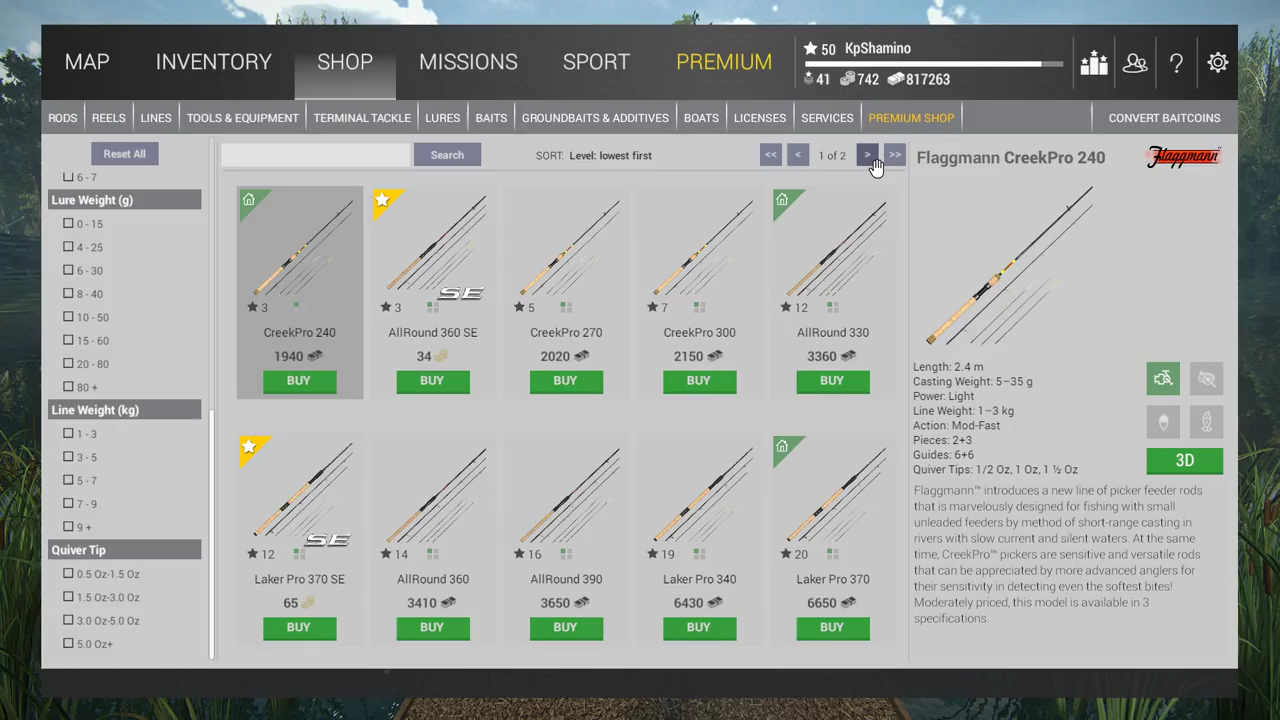 MAP INVENTORY SHOP MISSIONS SPORT PREMIUM
50 KpShamino
41 742 817263
RODS REELS LINES TOOLS & EQUIPMENT TERMINAL TACKLE LURES BAITS GROUNDBAITS & ADDITIVES BOATS LICENSES SERVICES PREMIUM SHOP CONVERT BAITCOINS
Reset All
Search
SORT: Level: lowest first
<< < 1 of 2 > >>
6 - 7
Lure Weight (g)
0 - 15
4 - 25
6 - 30
8 - 40
10 - 50
15 - 60
20 - 80
80 +
Line Weight (kg)
1 - 3
3 - 5
5 - 7
7 - 9
9 +
Quiver Tip
0.5 Oz-1.5 Oz
1.5 Oz-3.0 Oz
3.0 Oz-5.0 Oz
5.0 Oz+
SE
3 3 5 7 12
CreekPro 240 AllRound 360 SE CreekPro 270 CreekPro 300 AllRound 330
1940 34 2020 2150 3360
BUY BUY BUY BUY BUY
SE
12 14 16 19 20
Laker Pro 370 SE AllRound 360 AllRound 390 Laker Pro 340 Laker Pro 370
65 3410 3650 6430 6650
BUY BUY BUY BUY BUY
Flaggmann CreekPro 240
Flaggmann
Length: 2.4 m
Casting Weight: 5–35 g
Power: Light
Line Weight: 1–3 kg
Action: Mod-Fast
Pieces: 2+3
Guides: 6+6
Quiver Tips: 1/2 Oz, 1 Oz, 1 ½ Oz
3D
Flaggmann™ introduces a new line of picker feeder rods
that is marvelously designed for fishing with small
unleaded feeders by method of short-range casting in
rivers with slow current and silent waters. At the same
time, CreekPro™ pickers are sensitive and versatile rods
that can be appreciated by more advanced anglers for
their sensitivity in detecting even the softest bites!
Moderately priced, this model is available in 3
specifications.